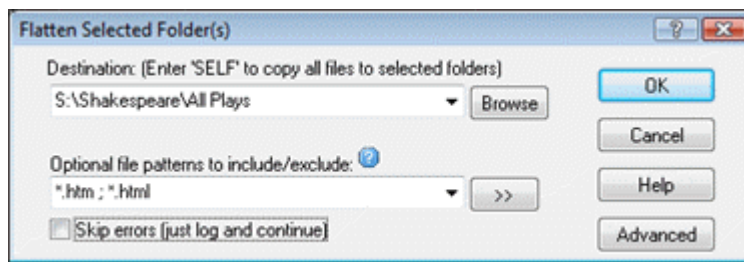 Flatten Selected Folder(s)
Destination: (Enter 'SELF' to copy all files to selected folders)
S:\Shakespeare\All Plays
Browse
OK
Cancel
Optional file patterns to include/exclude:
*.htm ; *.html
>>
Help
Skip errors (just log and continue)
Advanced